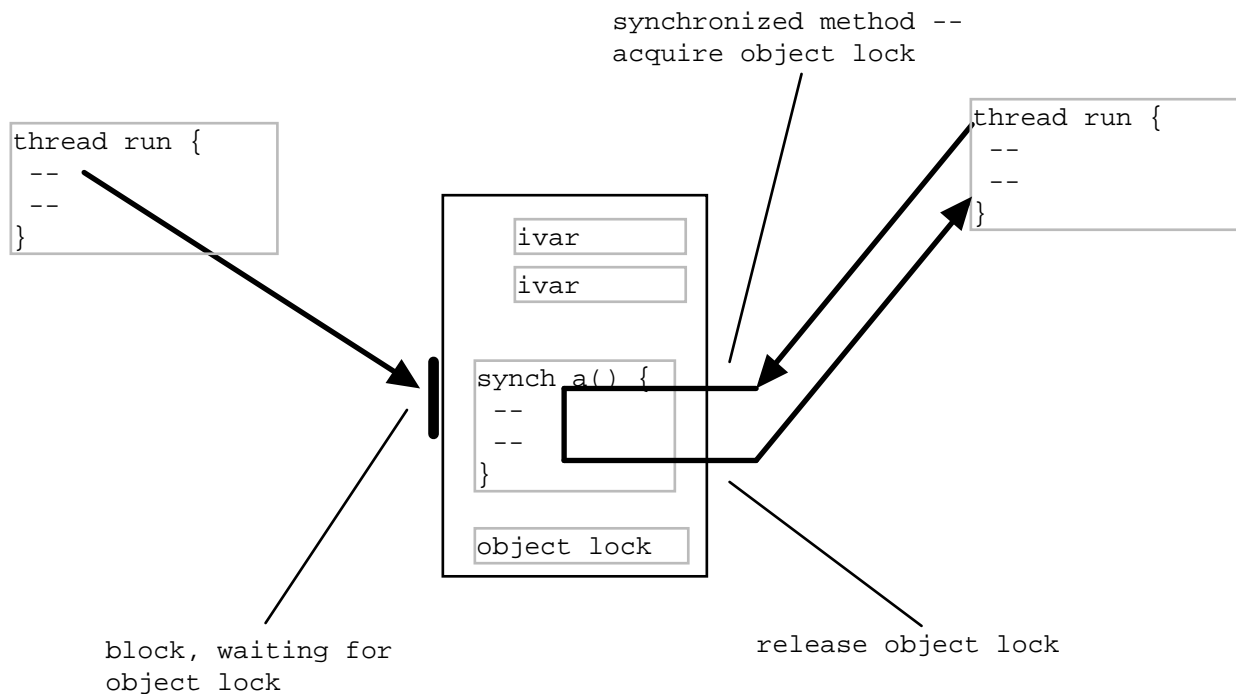 synchronized method --
acquire object lock
thread run {
--
--
}
thread run {
--
--
}
ivar
ivar
synch a() {
--
--
}
object lock
block, waiting for
object lock
release object lock